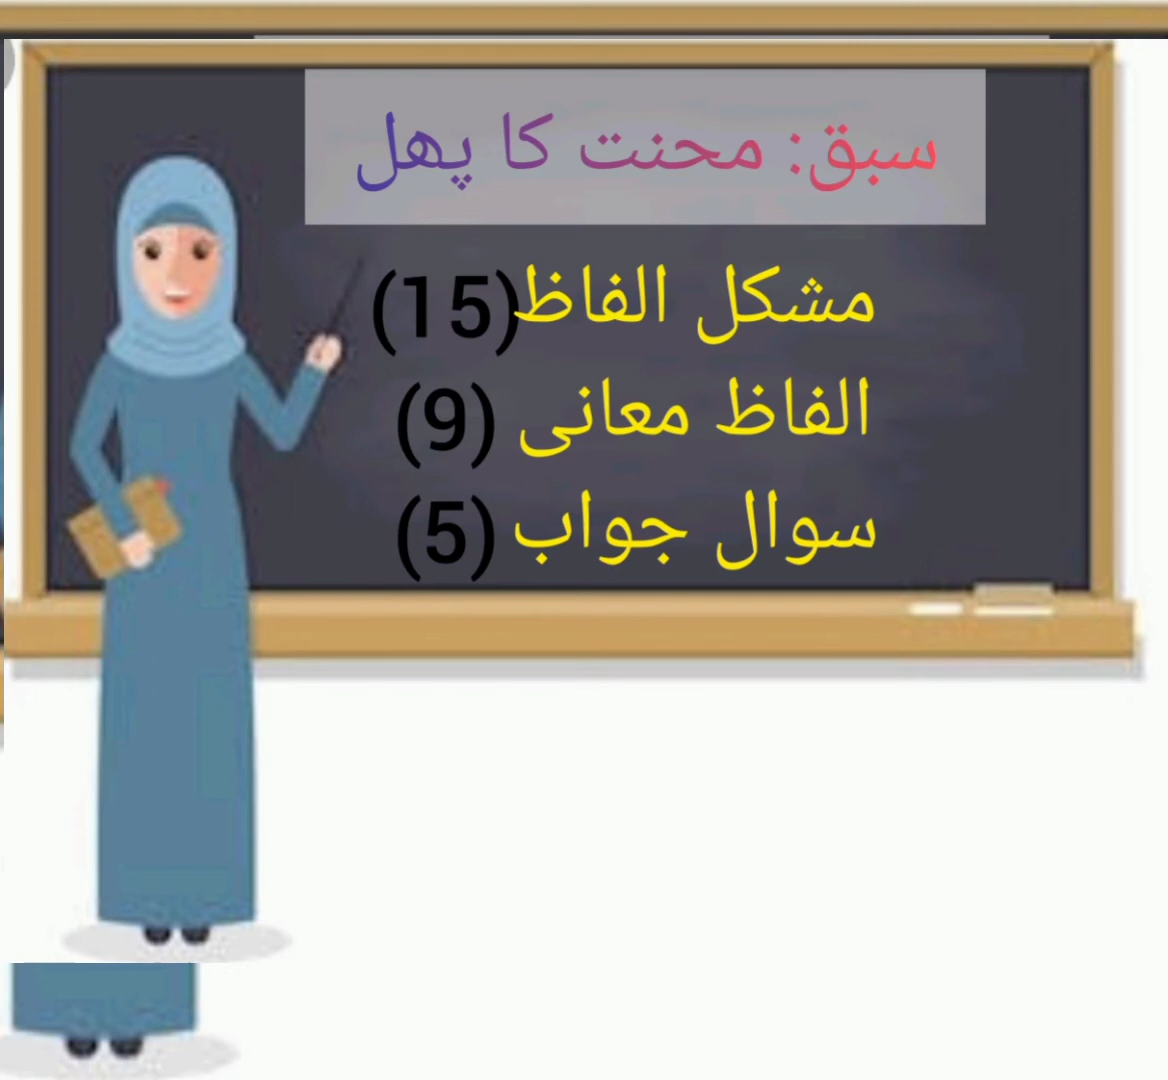 سبق: محنت کا پھل
مشکل الفاظ(15)
الفاظ معانی (9)
سوال جواب (5)